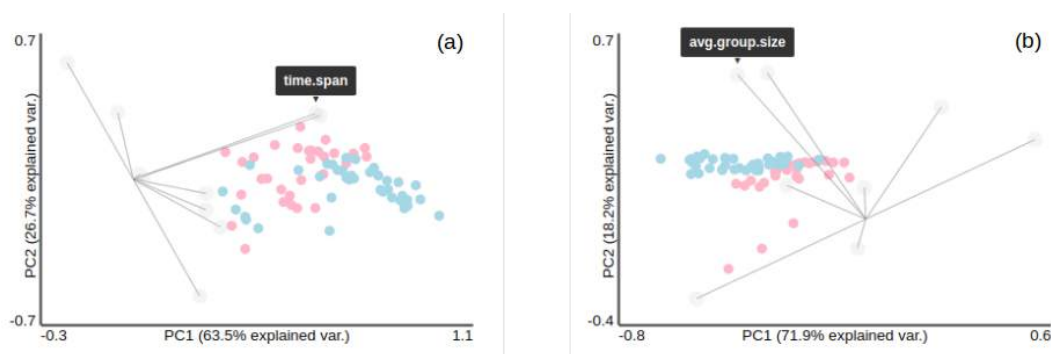 0.7
(a)
time.span
PC2 (26.7% explained var.)
-0.7
-0.3
PC1 (63.5% explained var.)
1.1
0.7
avg.group.size
(b)
PC2 (18.2% explained var.)
-0.4
-0.8
PC1 (71.9% explained var.)
0.6